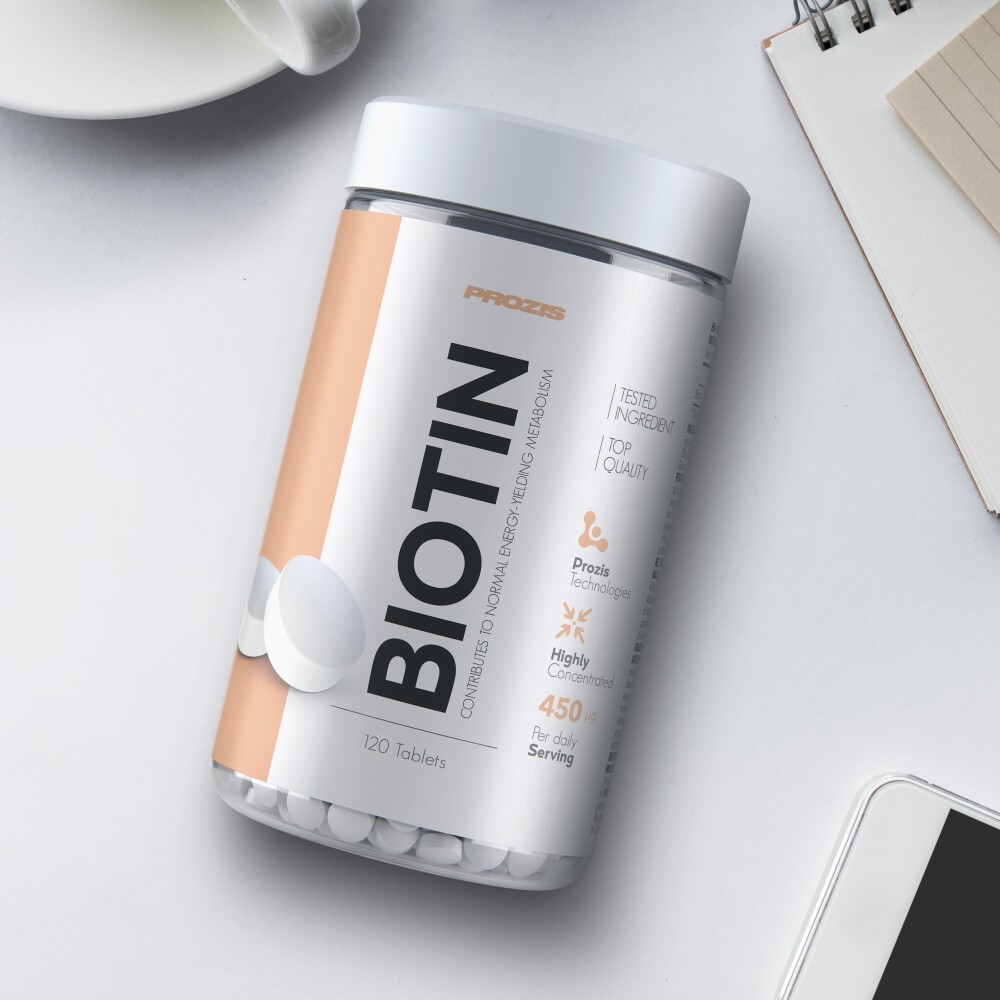 PROZIS
BIOTIN
CONTRIBUTES TO NORMAL ENERGY-YIELDING METABOLISM
120 Tablets
TESTED
INGREDIENT
TOP
QUALITY
Prozis
Technologies
Highly
Concentrated
450 µg
Per daily
Serving